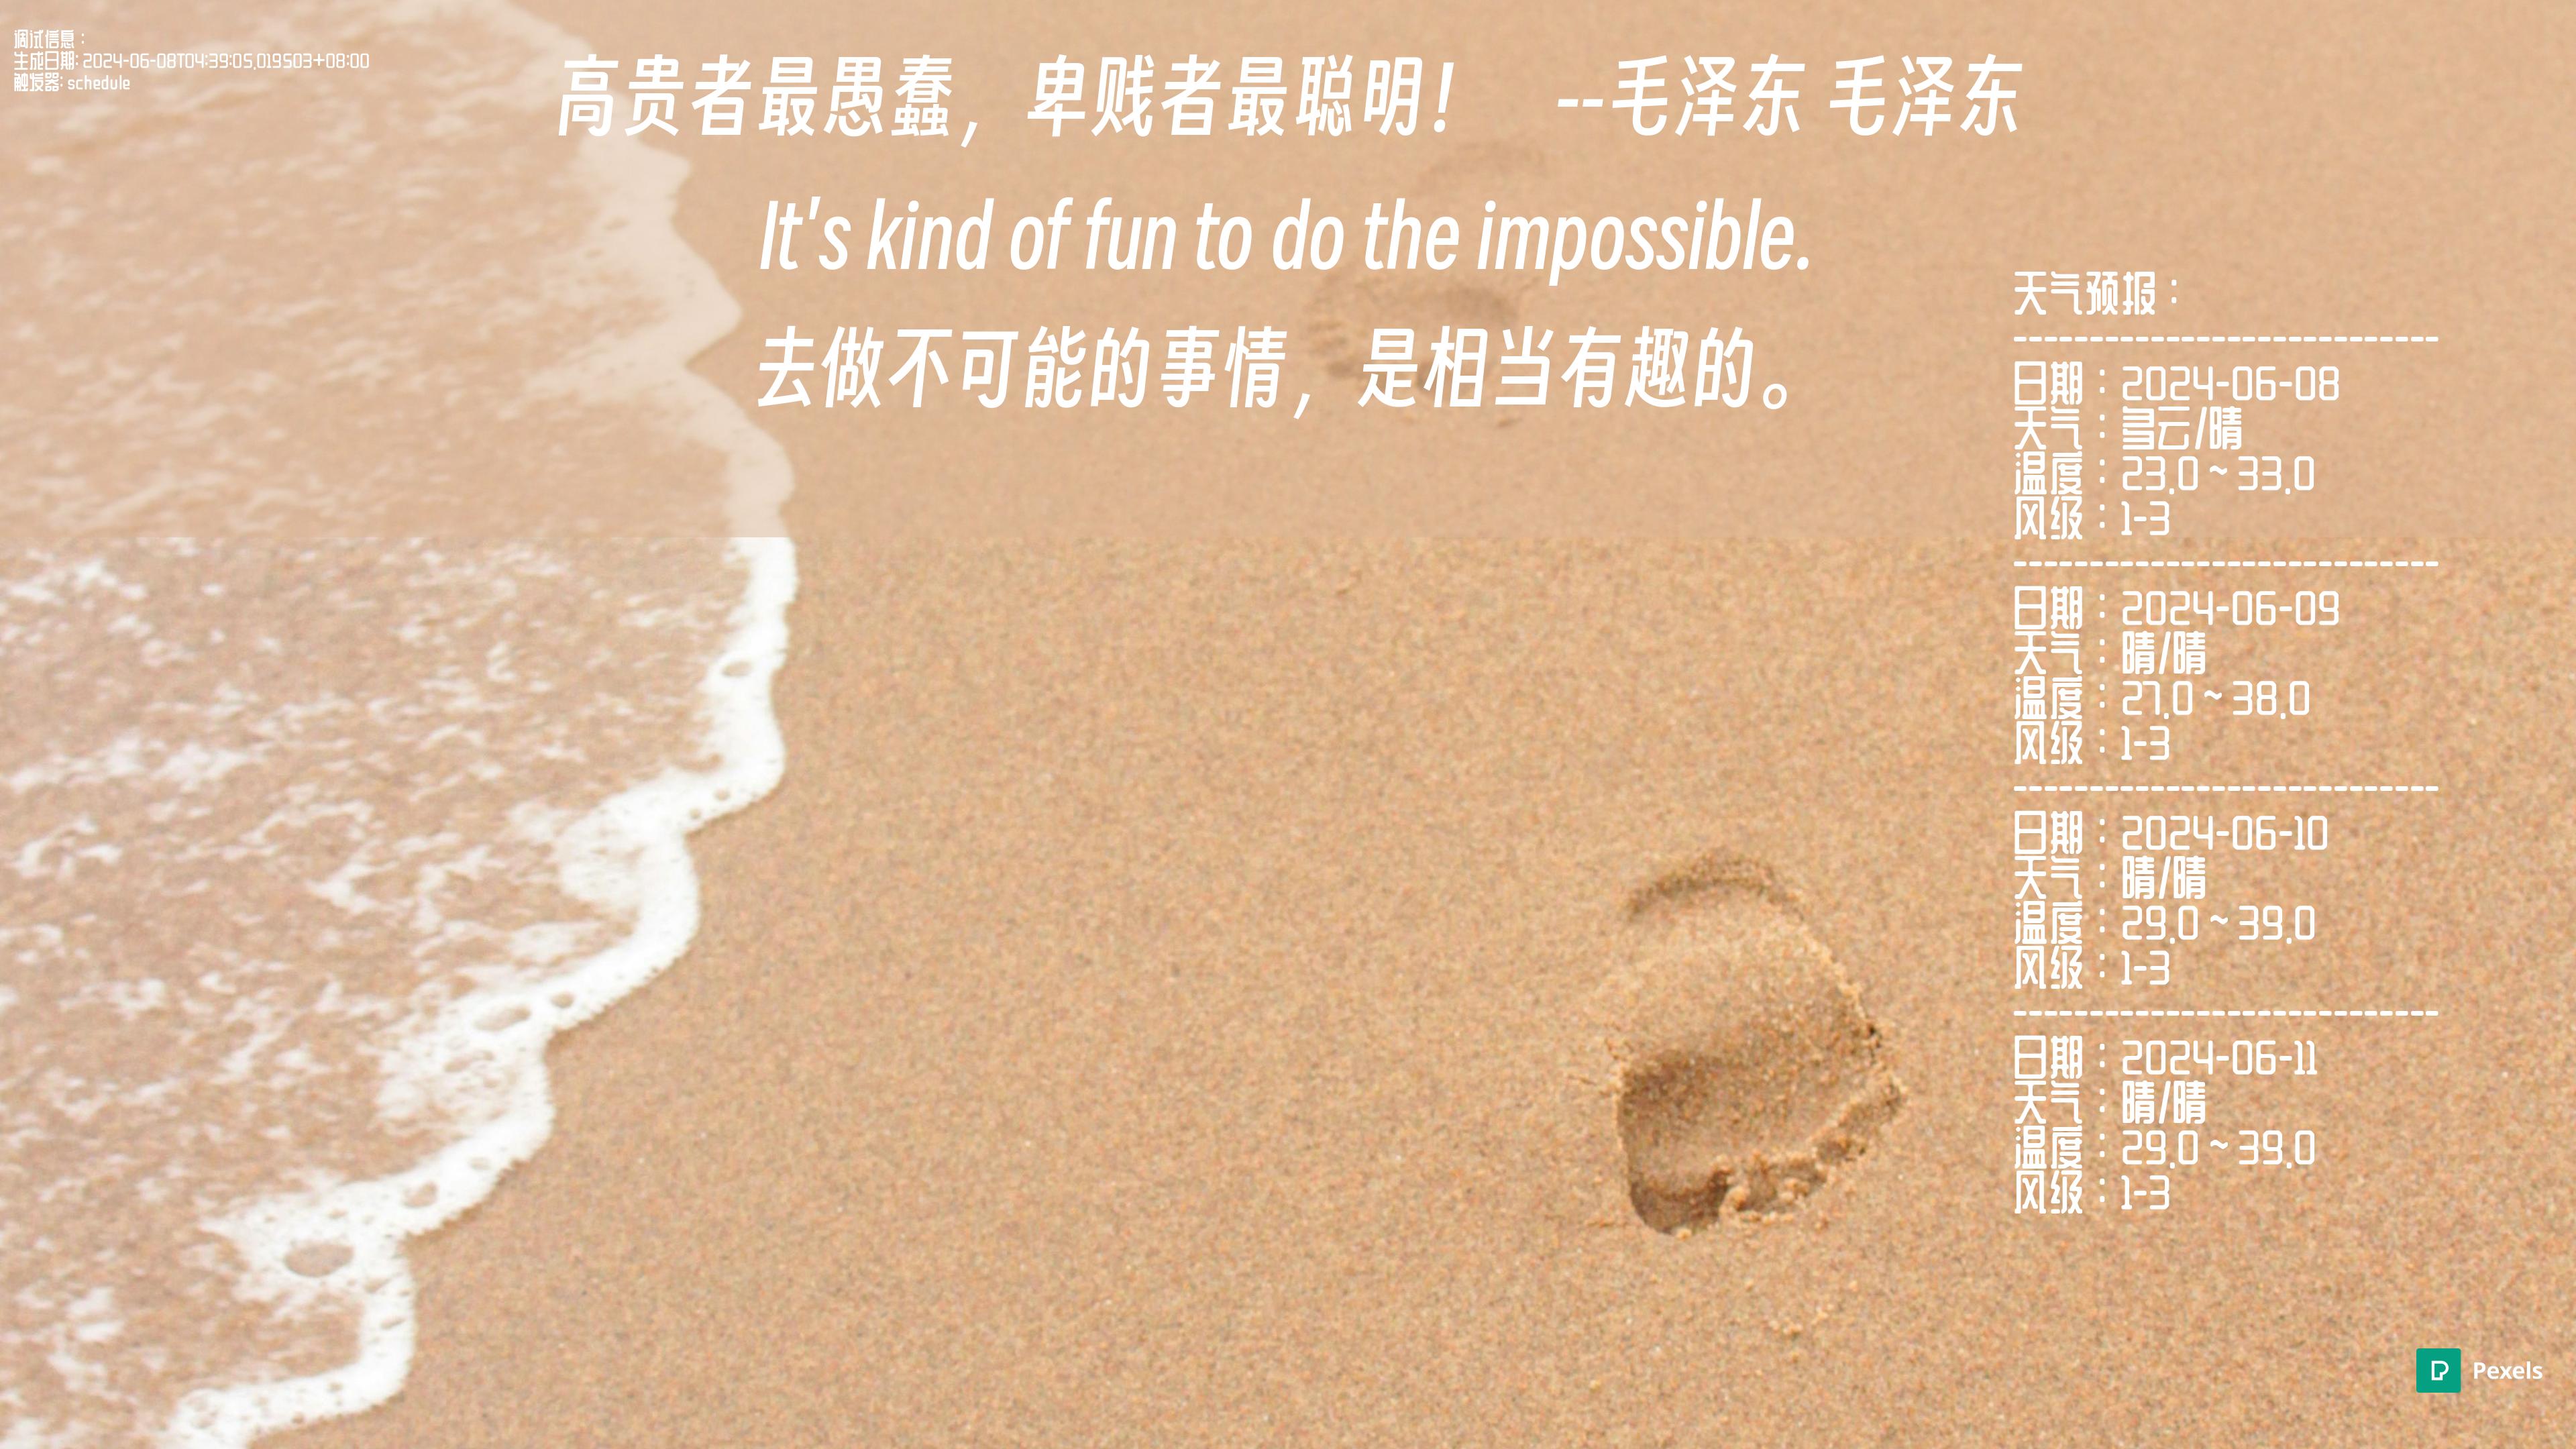 调试信息：
生成日期: 2024-06-08T04:39:05.019503+08:00
触发器: schedule
高贵者最愚蠢，卑贱者最聪明！ --毛泽东 毛泽东
It's kind of fun to do the impossible.
去做不可能的事情，是相当有趣的。
天气预报：
----------------------------
日期：2024-06-08
天气：多云/晴
温度：23.0 ~ 33.0
风级：1-3
----------------------------
日期：2024-06-09
天气：晴/晴
温度：27.0 ~ 38.0
风级：1-3
----------------------------
日期：2024-06-10
天气：晴/晴
温度：29.0 ~ 39.0
风级：1-3
----------------------------
日期：2024-06-11
天气：晴/晴
温度：29.0 ~ 39.0
风级：1-3
Pexels